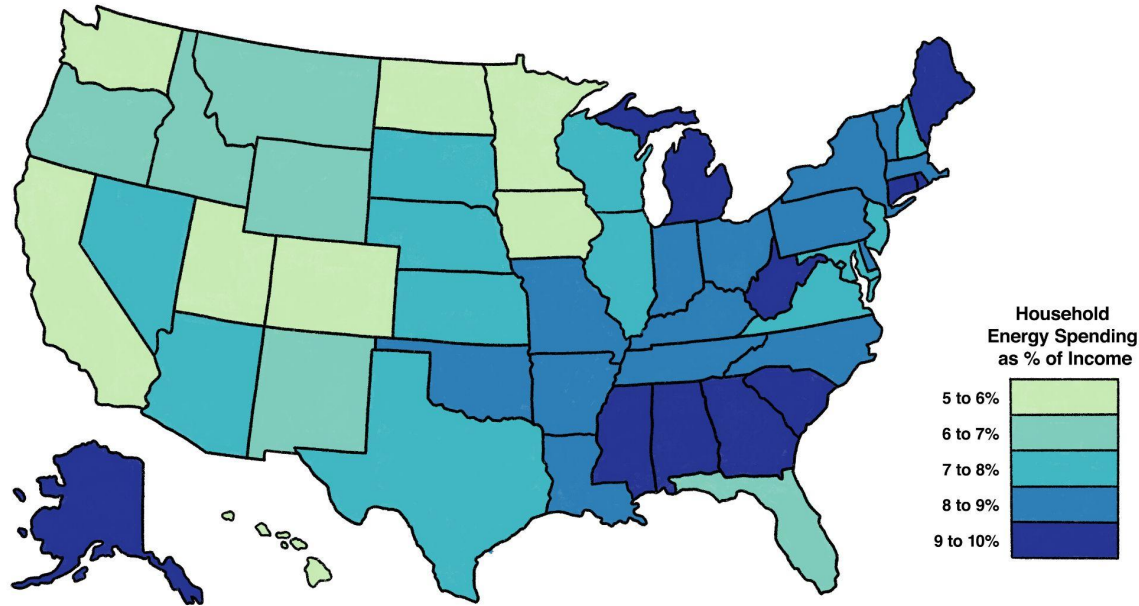 Household
Energy Spending
as % of Income
5 to 6%
6 to 7%
7 to 8%
8 to 9%
9 to 10%